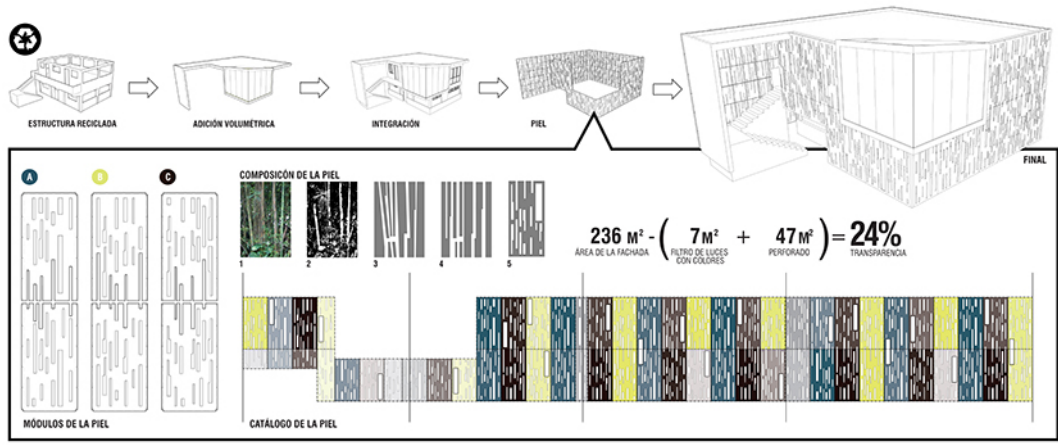 ESTRUCTURA RECICLADA
ADICIÓN VOLUMÉTRICA
INTEGRACIÓN
PIEL
FINAL
A
B
C
COMPOSICÓN DE LA PIEL
1
2
3
4
5
236 M² - ( 7M² + 47 M² ) = 24%
ÁREA DE LA FACHADA
FILTRO DE LUCES
CON COLORES
PERFORADO
TRANSPARENCIA
MÓDULOS DE LA PIEL
CATÁLOGO DE LA PIEL